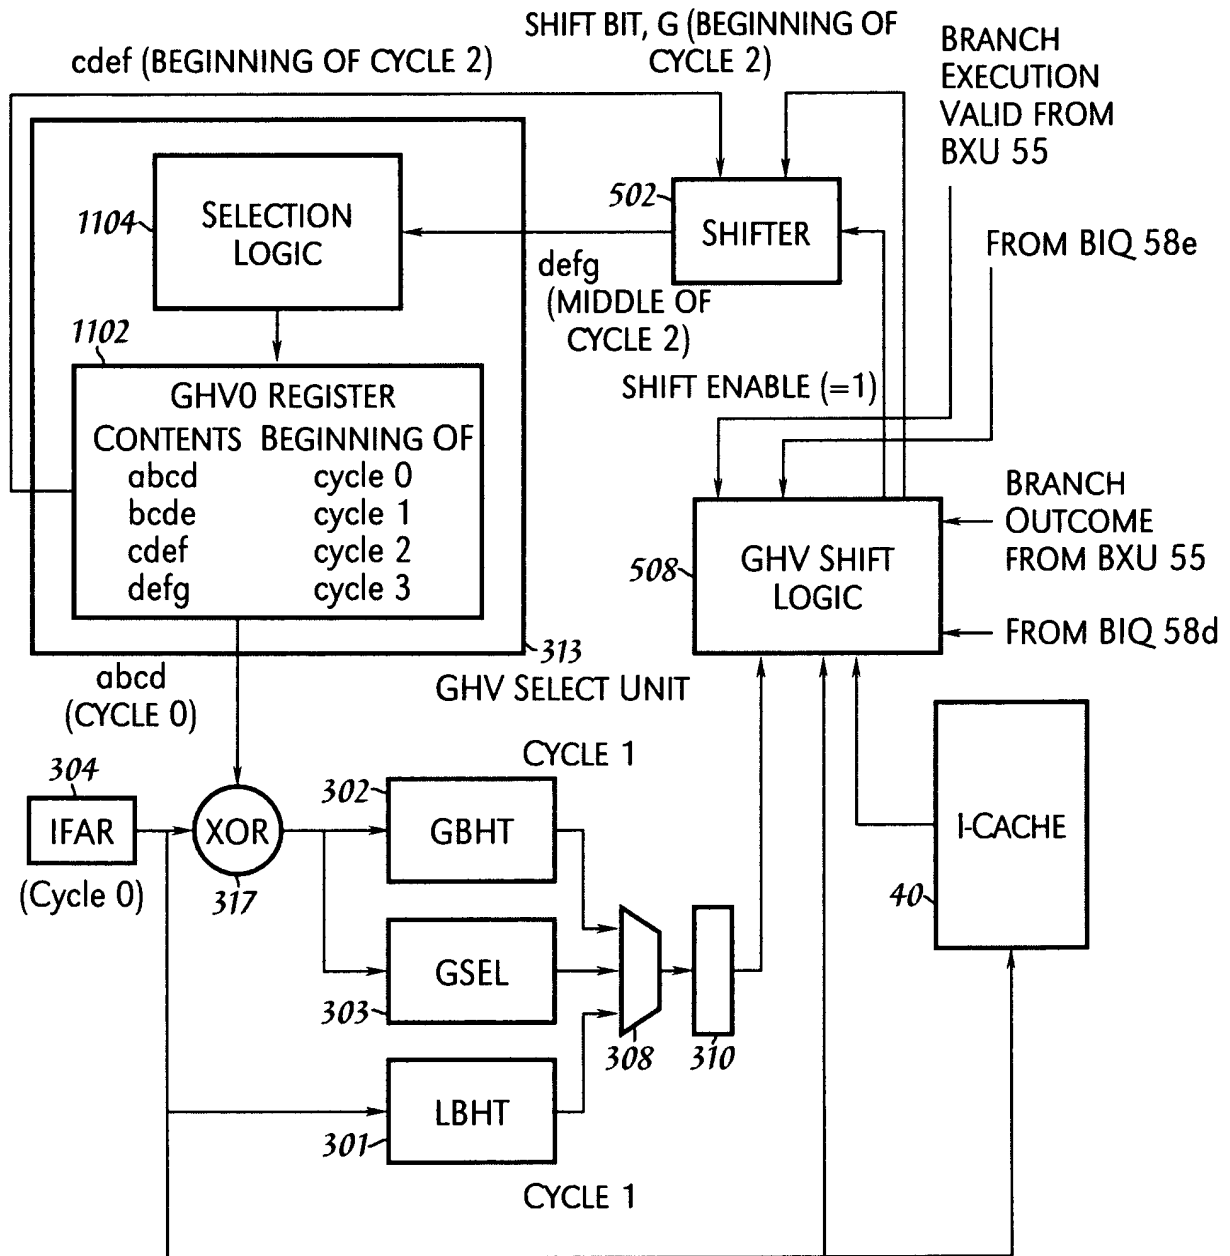 cdef (BEGINNING OF CYCLE 2)
SHIFT BIT, G (BEGINNING OF
CYCLE 2)
BRANCH
EXECUTION
VALID FROM
BXU 55
1104
SELECTION
LOGIC
502
SHIFTER
FROM BIQ 58e
defg
(MIDDLE OF
CYCLE 2)
1102
GHV0 REGISTER
CONTENTS BEGINNING OF
abcd cycle 0
bcde cycle 1
cdef cycle 2
defg cycle 3
SHIFT ENABLE (=1)
508
GHV SHIFT
LOGIC
BRANCH
OUTCOME
FROM BXU 55
FROM BIQ 58d
313
GHV SELECT UNIT
abcd
(CYCLE 0)
304
IFAR
(Cycle 0)
XOR
317
CYCLE 1
302
GBHT
GSEL
303
308
310
LBHT
301
CYCLE 1
I-CACHE
40